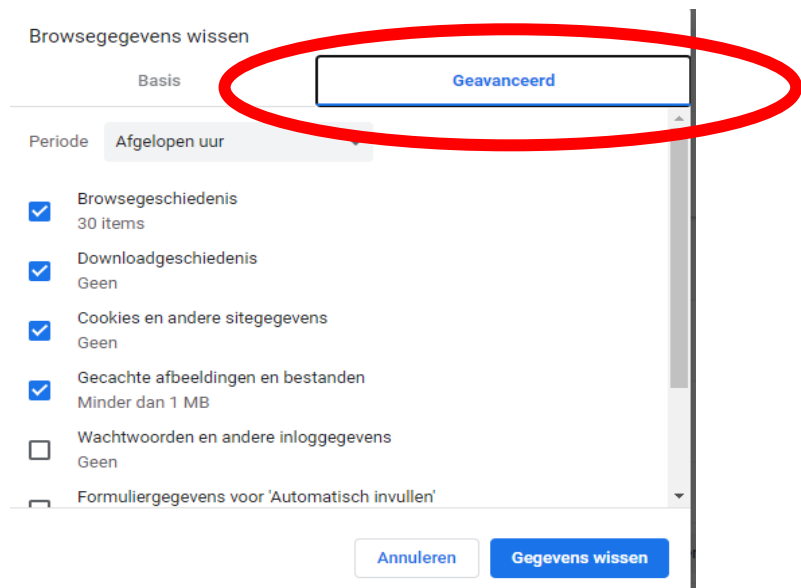 Browsegegevens wissen
Basis Geavanceerd
Periode Afgelopen uur
Browsegeschiedenis
30 items
Downloadgeschiedenis
Geen
Cookies en andere sitegegevens
Geen
Gecachte afbeeldingen en bestanden
Minder dan 1 MB
Wachtwoorden en andere inloggegevens
Geen
Formuliergegevens voor 'Automatisch invullen'
Annuleren Gegevens wissen